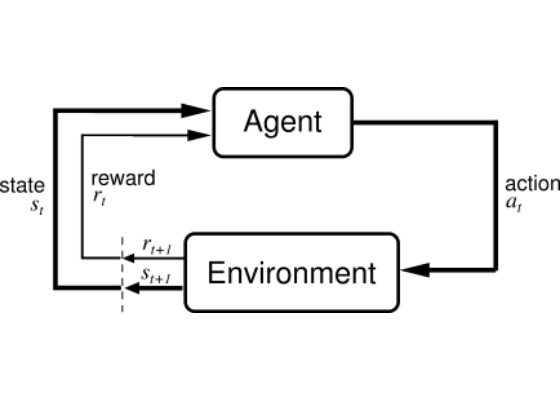 Agent
state
s_t
reward
r_t
action
a_t
r_{t+1}
s_{t+1}
Environment